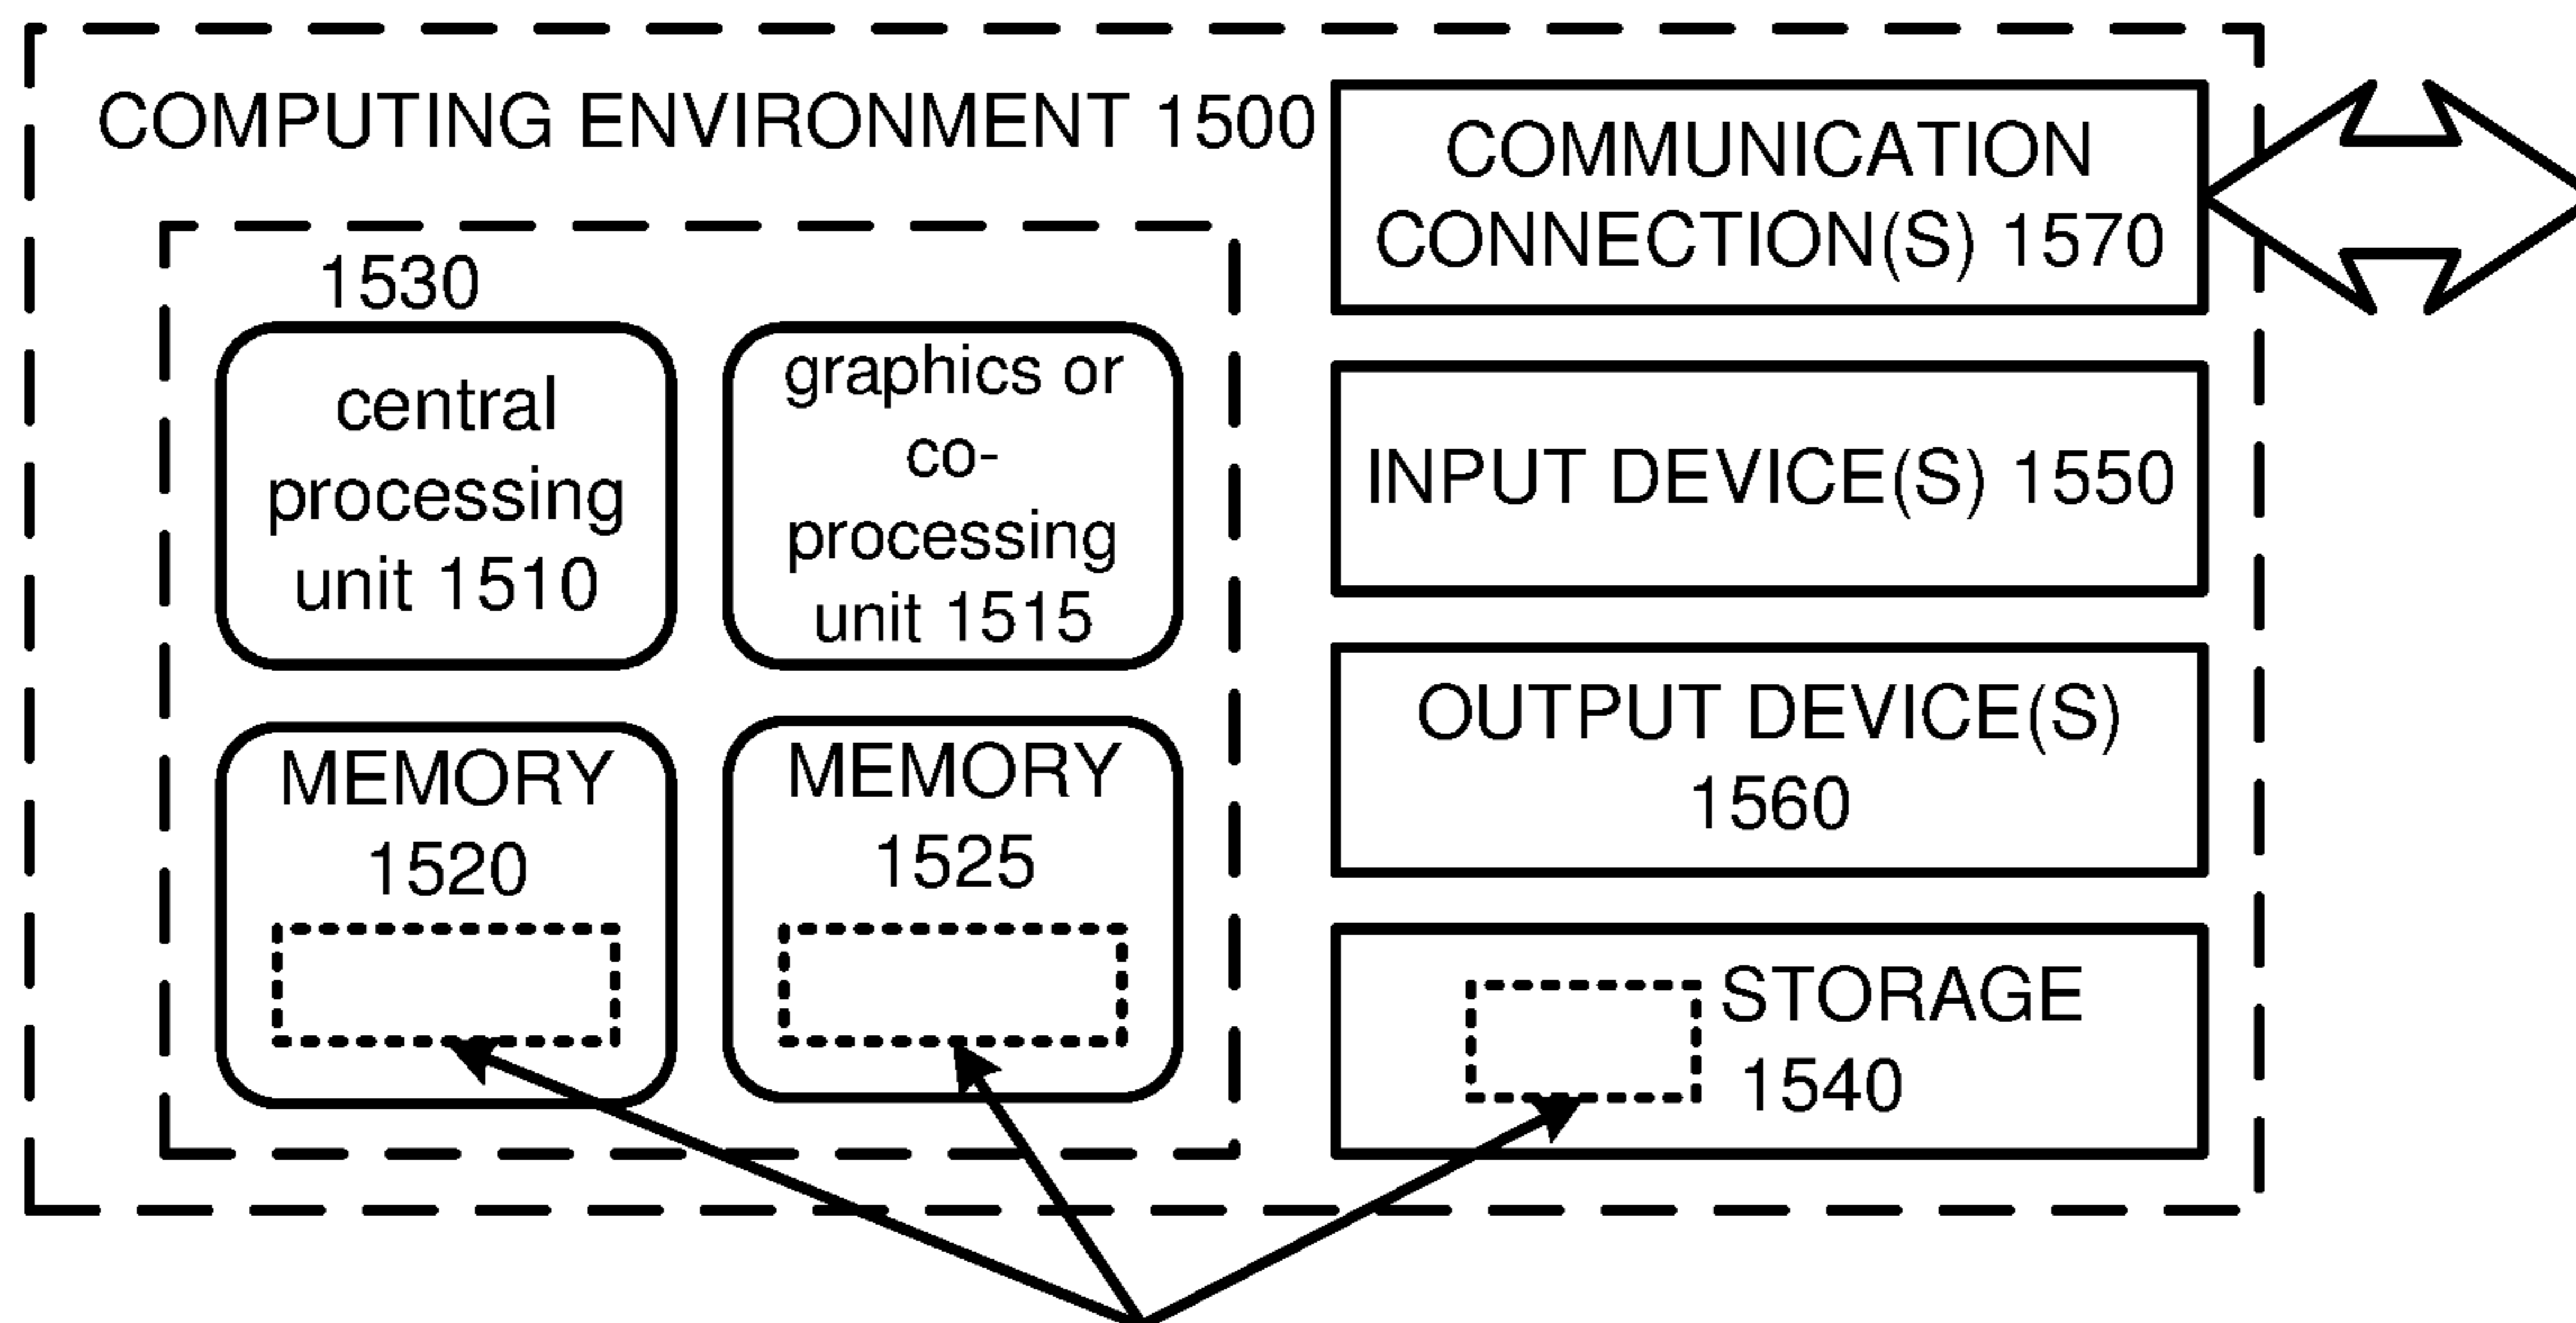 COMPUTING ENVIRONMENT 1500
1530
central
processing
unit 1510
graphics or
co-
processing
unit 1515
MEMORY
1520
MEMORY
1525
COMMUNICATION
CONNECTION(S) 1570
INPUT DEVICE(S) 1550
OUTPUT DEVICE(S)
1560
STORAGE
1540